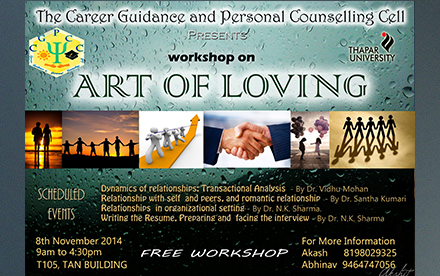 The Career Guidance and Personal Counselling Cell
Presents
THAPAR
UNIVERSITY
workshop on
ART OF LOVING
SCHEDULED
EVENTS
Dynamics of relationships: Transactional Analysis - By Dr. Vidhu Mohan
Relationship with self and peers, and romantic relationship - By Dr. Santha Kumari
Relationships in organizational setting - By Dr. N.K. Sharma
Writing the Resume, Preparing and facing the interview - By Dr. N.K. Sharma
8th November 2014
9am to 4:30pm
T105, TAN BUILDING
FREE WORKSHOP
For More Information
Akash 8198029325
Abhinav 9464747056
Akshit